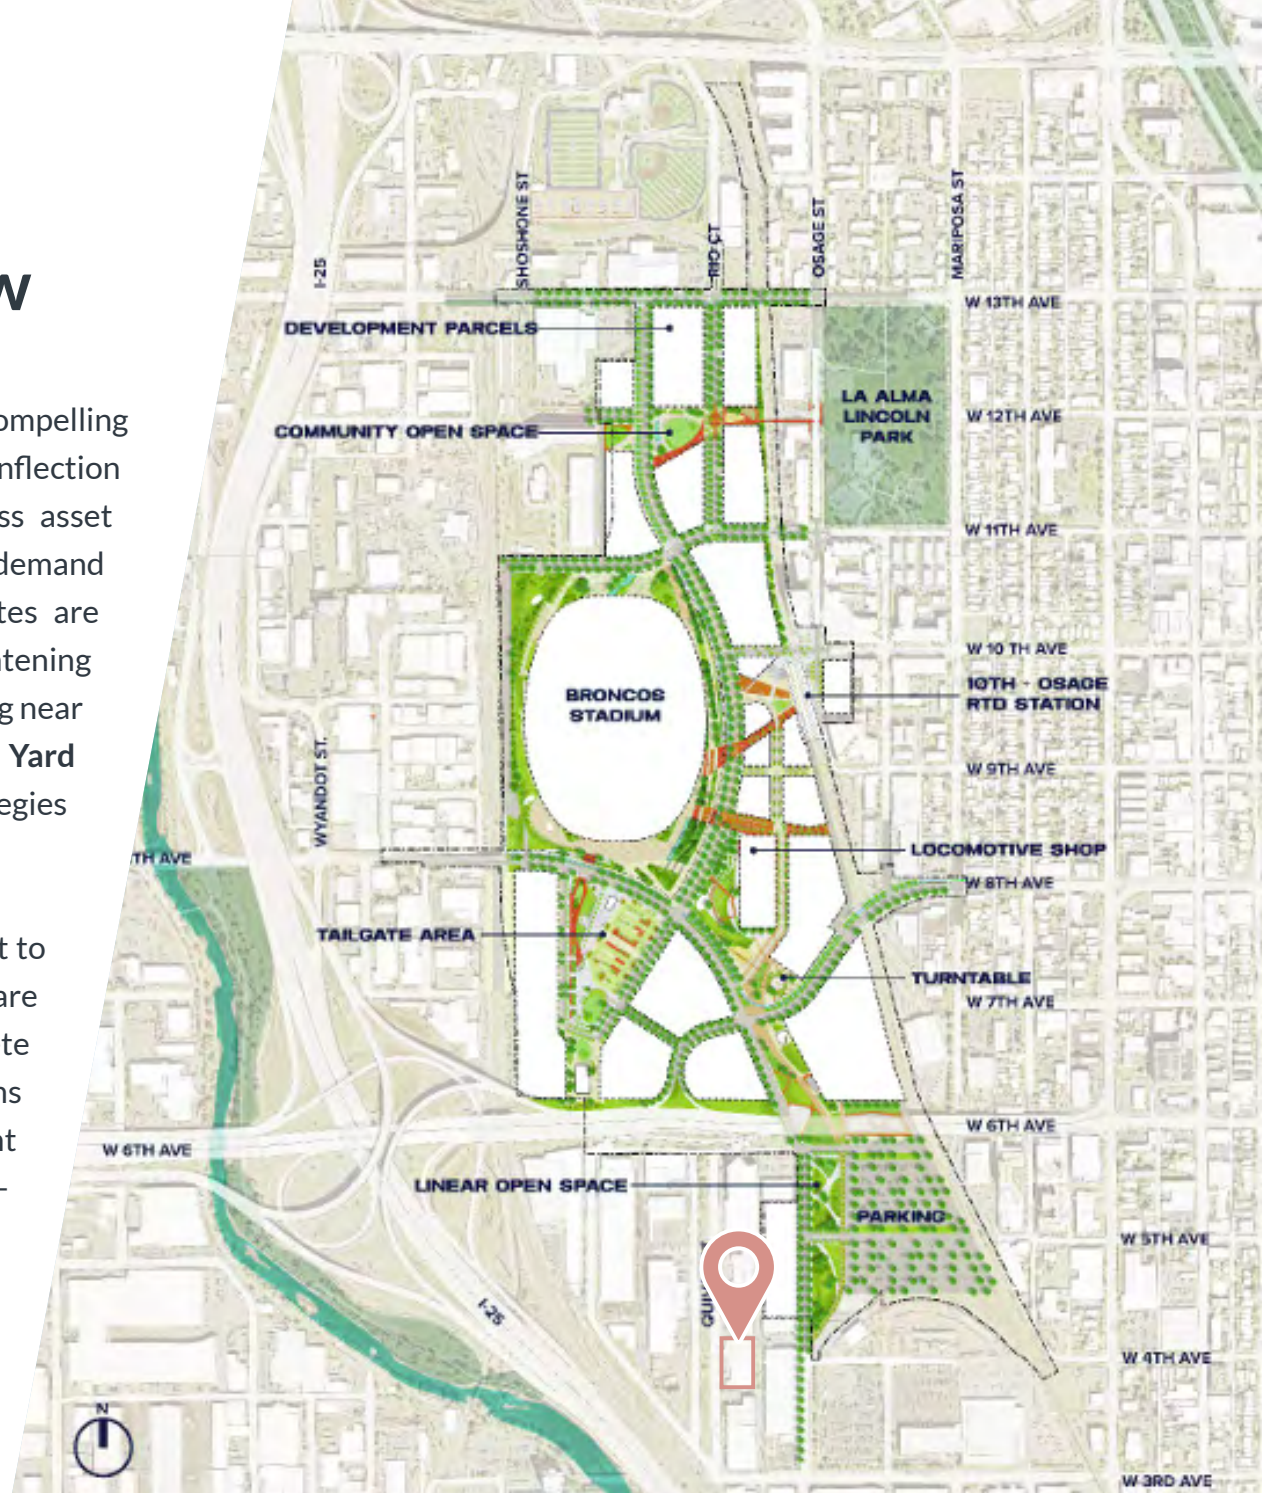 w
ompelling
nflection
ss asset
demand
tes are
htening
g near
Yard
egies
t to
are
te
ns
nt
–
I-25
SHOSHONE ST
RIO CT
OSAGE ST
MARIPOSA ST
W 13TH AVE
DEVELOPMENT PARCELS
LA ALMA
LINCOLN
PARK
W 12TH AVE
COMMUNITY OPEN SPACE
W 11TH AVE
W 10 TH AVE
10TH - OSAGE
RTD STATION
BRONCOS
STADIUM
WYANDOT ST.
W 9TH AVE
LOCOMOTIVE SHOP
TH AVE
W 8TH AVE
TAILGATE AREA
TURNTABLE
W 7TH AVE
W 6TH AVE
W 6TH AVE
LINEAR OPEN SPACE
PARKING
W 5TH AVE
QUI
I-25
W 4TH AVE
N
W 3RD AVE